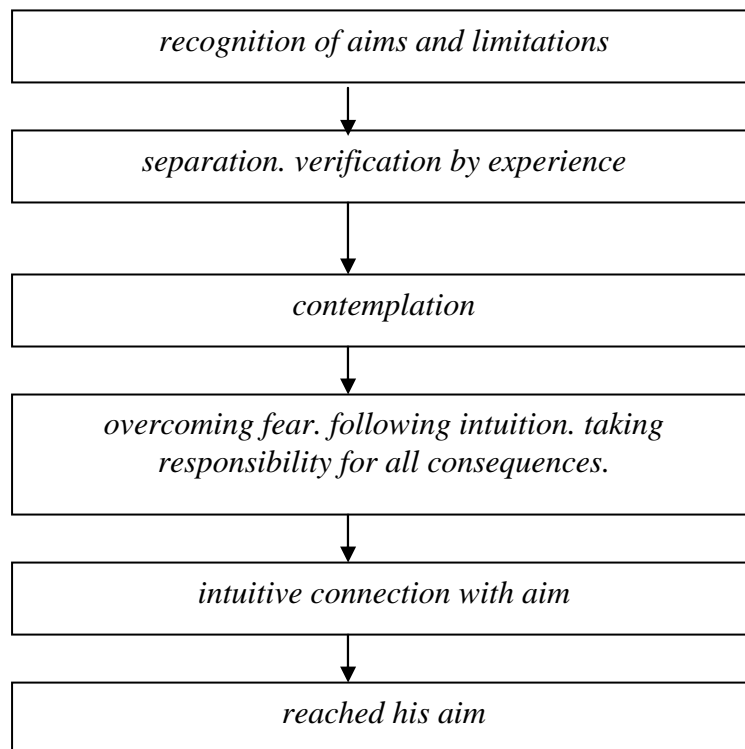 recognition of aims and limitations
separation. verification by experience
contemplation
overcoming fear. following intuition. taking
responsibility for all consequences.
intuitive connection with aim
reached his aim